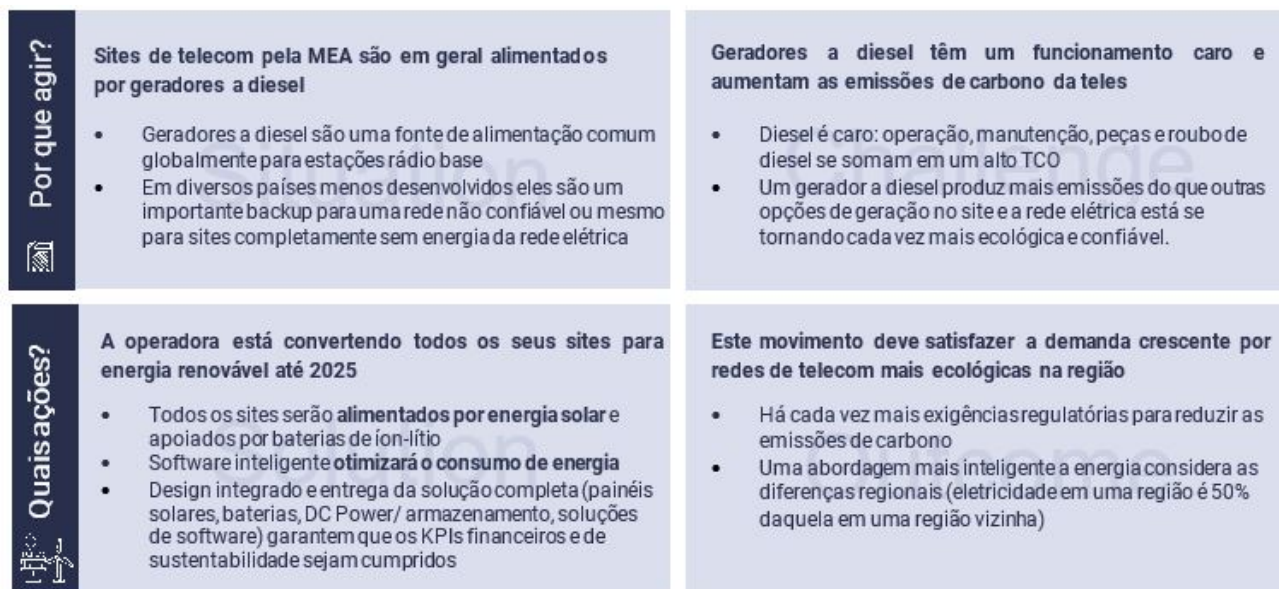 Por que agir?
Situation
Sites de telecom pela MEA são em geral alimentados
por geradores a diesel
• Geradores a diesel são uma fonte de alimentação comum
globalmente para estações rádio base
• Em diversos países menos desenvolvidos eles são um
importante backup para uma rede não confiável ou mesmo
para sites completamente sem energia da rede elétrica
Challenge
Geradores a diesel têm um funcionamento caro e
aumentam as emissões de carbono da teles
• Diesel é caro: operação, manutenção, peças e roubo de
diesel se somam em um alto TCO
• Um gerador a diesel produz mais emissões do que outras
opções de geração no site e a rede elétrica está se
tornando cada vez mais ecológica e confiável.
Quais ações?
Solution
A operadora está convertendo todos os seus sites para
energia renovável até 2025
• Todos os sites serão alimentados por energia solar e
apoiados por baterias de íon-lítio
• Software inteligente otimizará o consumo de energia
• Design integrado e entrega da solução completa (painéis
solares, baterias, DC Power/ armazenamento, soluções
de software) garantem que os KPIs financeiros e de
sustentabilidade sejam cumpridos
Outcome
Este movimento deve satisfazer a demanda crescente por
redes de telecom mais ecológicas na região
• Há cada vez mais exigências regulatórias para reduzir as
emissões de carbono
• Uma abordagem mais inteligente a energia considera as
diferenças regionais (eletricidade em uma região é 50%
daquela em uma região vizinha)